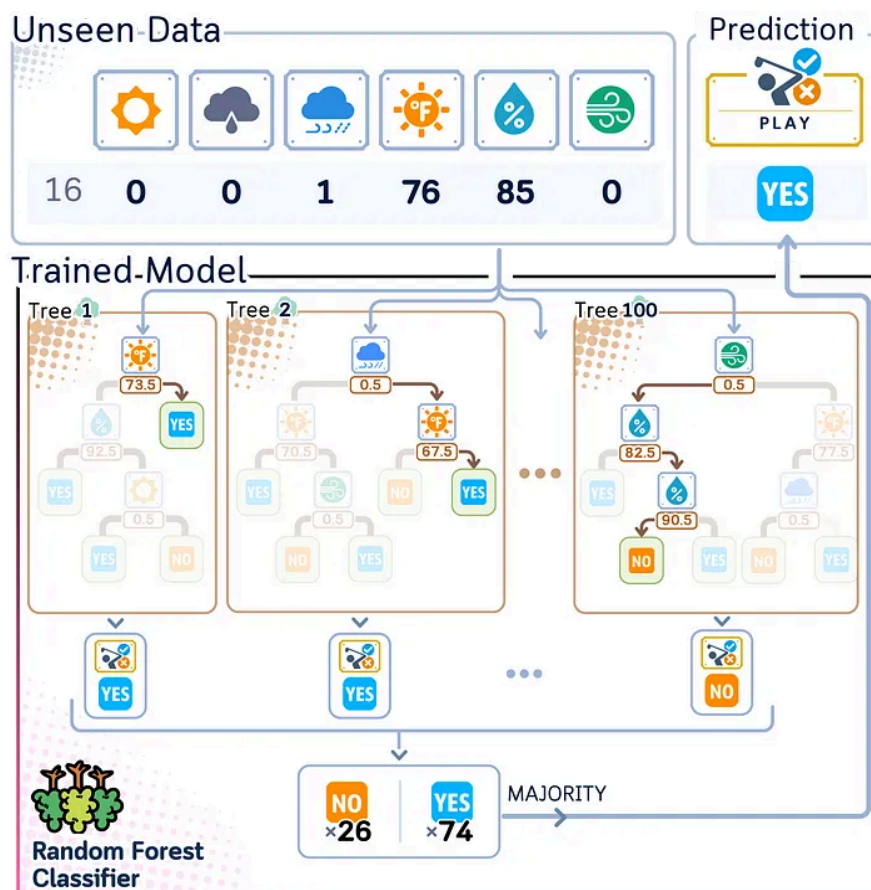 Unseen Data
Prediction
°F
%
PLAY
16 0 0 1 76 85 0
YES
Trained Model
Tree 1
Tree 2
Tree 100
°F
73.5
YES
%
92.5
YES
0.5
YES
NO
0.5
°F
70.5
°F
67.5
YES
0.5
NO
YES
NO
YES
0.5
%
82.5
°F
77.5
YES
%
90.5
0.5
NO
YES
NO
YES
YES
YES
NO
NO
×26
YES
×74
MAJORITY
Random Forest
Classifier